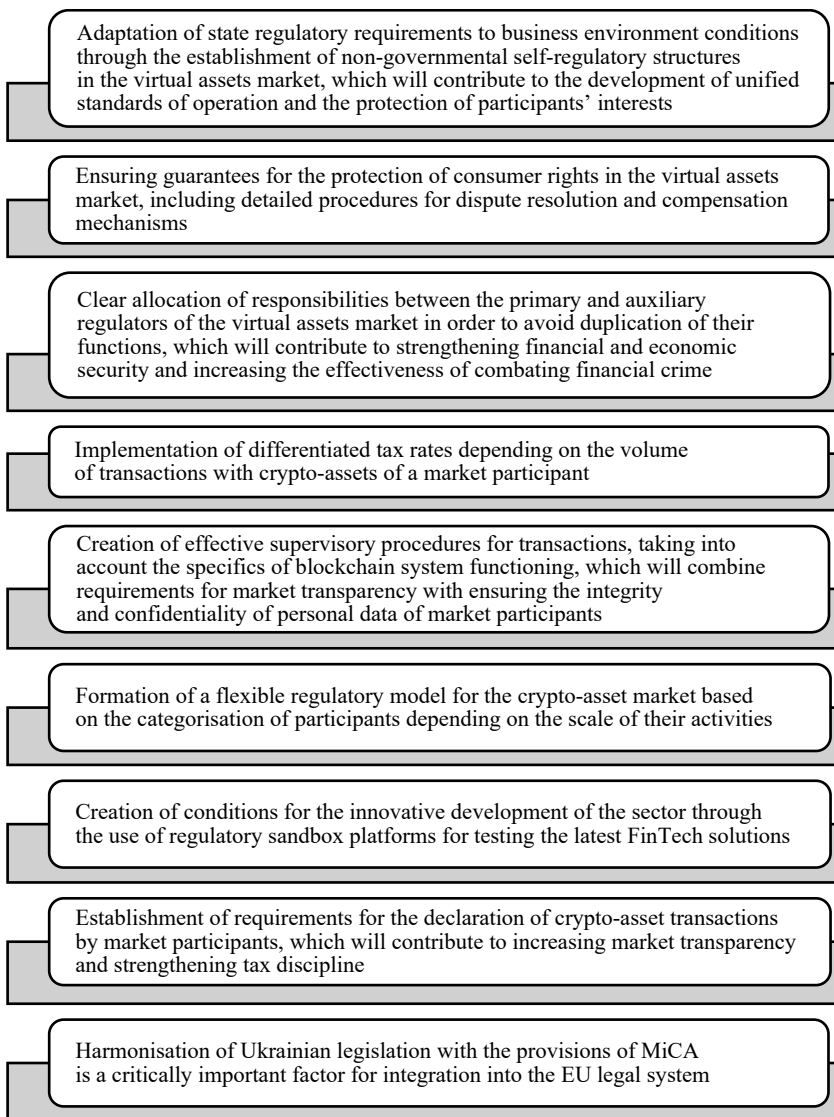 Adaptation of state regulatory requirements to business environment conditions
through the establishment of non-governmental self-regulatory structures
in the virtual assets market, which will contribute to the development of unified
standards of operation and the protection of participants’ interests
Ensuring guarantees for the protection of consumer rights in the virtual assets
market, including detailed procedures for dispute resolution and compensation
mechanisms
Clear allocation of responsibilities between the primary and auxiliary
regulators of the virtual assets market in order to avoid duplication of their
functions, which will contribute to strengthening financial and economic
security and increasing the effectiveness of combating financial crime
Implementation of differentiated tax rates depending on the volume
of transactions with crypto-assets of a market participant
Creation of effective supervisory procedures for transactions, taking into
account the specifics of blockchain system functioning, which will combine
requirements for market transparency with ensuring the integrity
and confidentiality of personal data of market participants
Formation of a flexible regulatory model for the crypto-asset market based
on the categorisation of participants depending on the scale of their activities
Creation of conditions for the innovative development of the sector through
the use of regulatory sandbox platforms for testing the latest FinTech solutions
Establishment of requirements for the declaration of crypto-asset transactions
by market participants, which will contribute to increasing market transparency
and strengthening tax discipline
Harmonisation of Ukrainian legislation with the provisions of MiCA
is a critically important factor for integration into the EU legal system